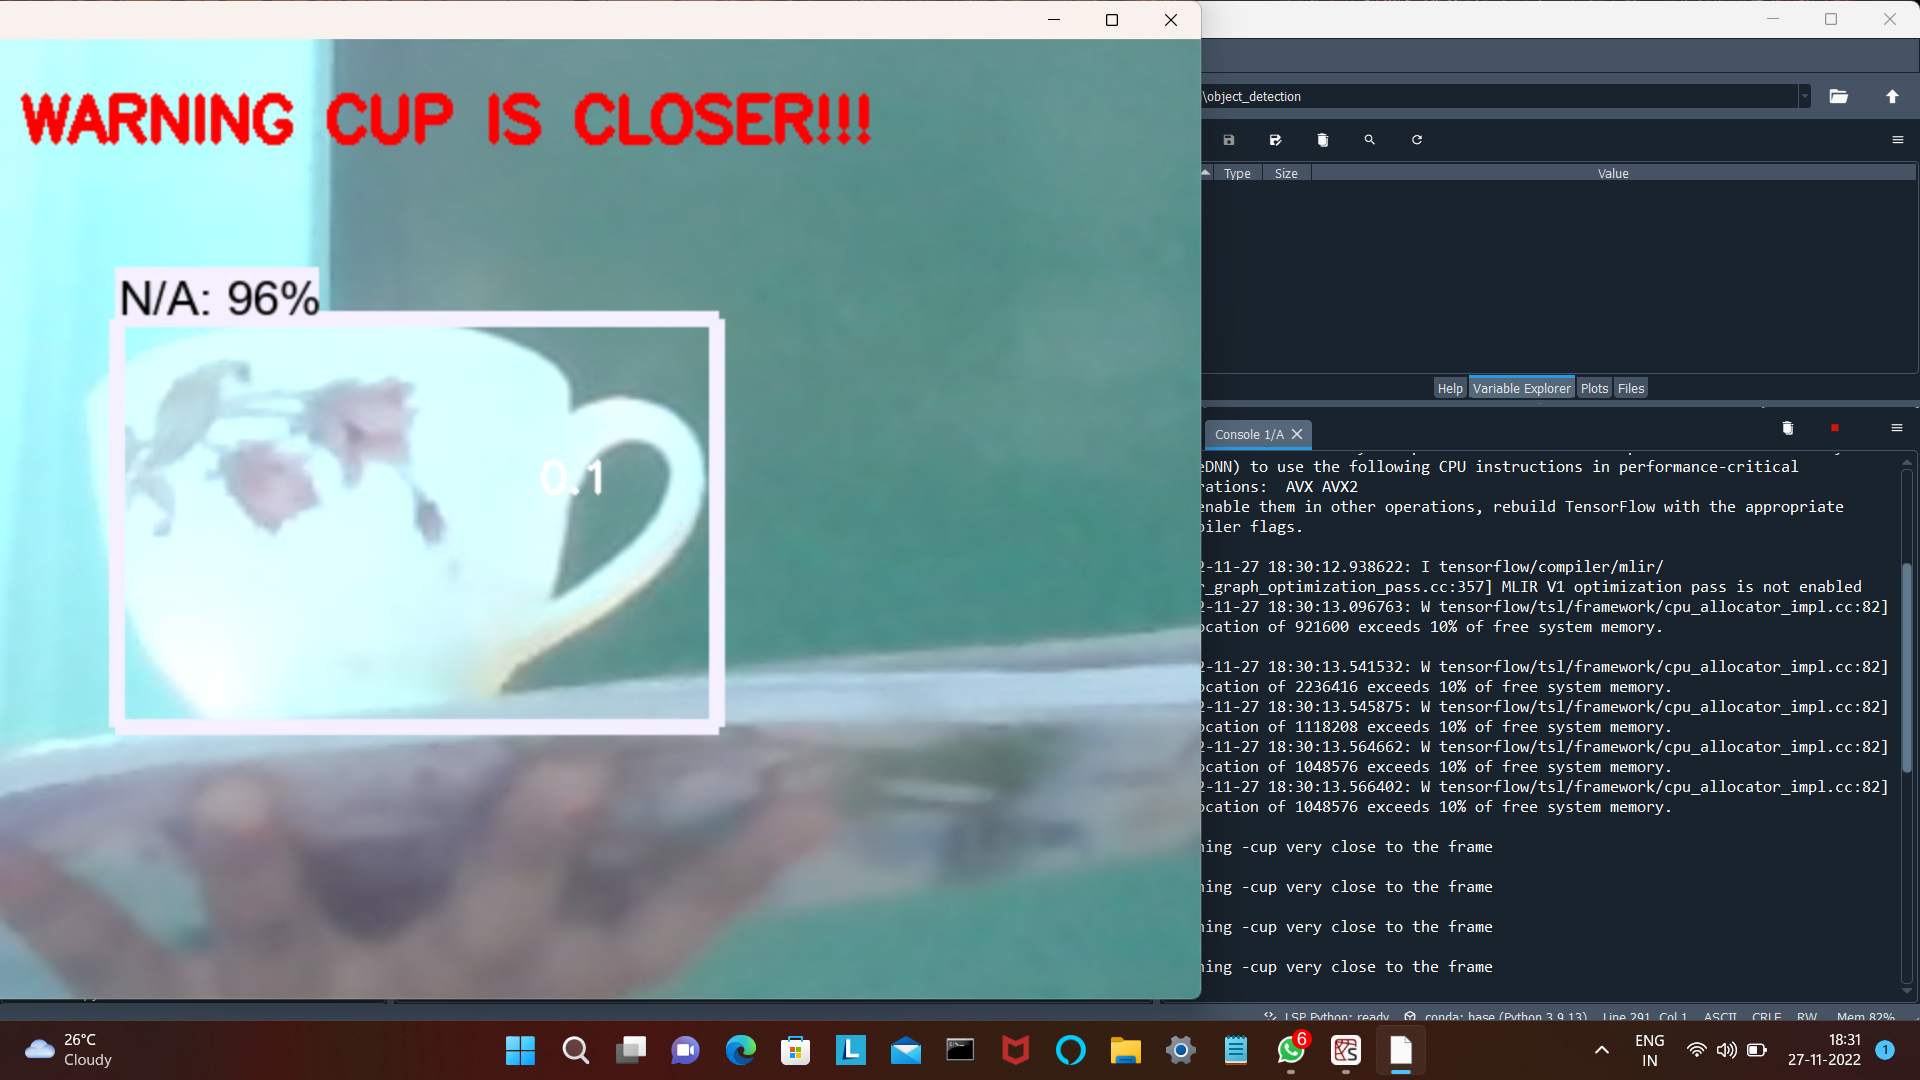 WARNING CUP IS CLOSER!!!
N/A: 96%
0.1
\object_detection
Type Size Value
Help Variable Explorer Plots Files
Console 1/A
eDNN) to use the following CPU instructions in performance-critical
rations: AVX AVX2
enable them in other operations, rebuild TensorFlow with the appropriate
piler flags.
2-11-27 18:30:12.938622: I tensorflow/compiler/mlir/
r_graph_optimization_pass.cc:357] MLIR V1 optimization pass is not enabled
2-11-27 18:30:13.096763: W tensorflow/tsl/framework/cpu_allocator_impl.cc:82]
ocation of 921600 exceeds 10% of free system memory.
2-11-27 18:30:13.541532: W tensorflow/tsl/framework/cpu_allocator_impl.cc:82]
ocation of 2236416 exceeds 10% of free system memory.
2-11-27 18:30:13.545875: W tensorflow/tsl/framework/cpu_allocator_impl.cc:82]
ocation of 1118208 exceeds 10% of free system memory.
2-11-27 18:30:13.564662: W tensorflow/tsl/framework/cpu_allocator_impl.cc:82]
ocation of 1048576 exceeds 10% of free system memory.
2-11-27 18:30:13.566402: W tensorflow/tsl/framework/cpu_allocator_impl.cc:82]
ocation of 1048576 exceeds 10% of free system memory.
ning -cup very close to the frame
ning -cup very close to the frame
ning -cup very close to the frame
ning -cup very close to the frame
LSP Python: ready conda: base (Python 3.9.13) Line 291, Col 1 ASCII CRLF RW Mem 82%
26°C
Cloudy
L
6
ENG
IN
18:31
27-11-2022
1